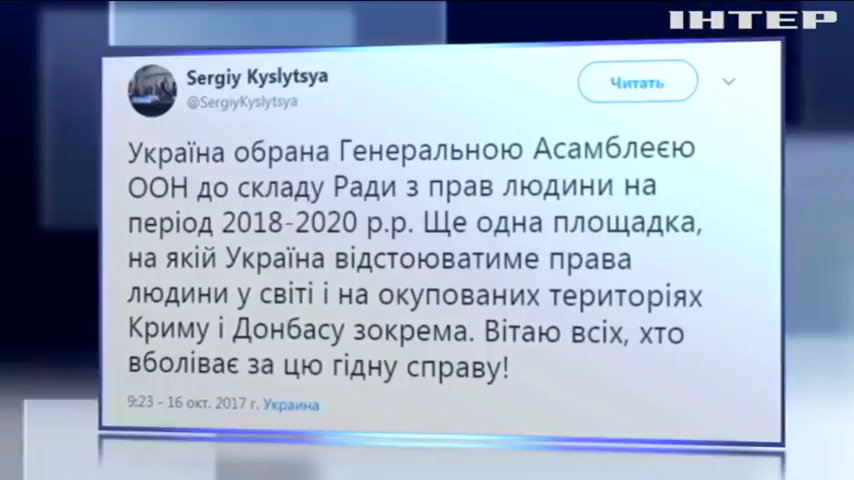 ІНТЕР
Sergiy Kyslytsya
@SergiyKyslytsya
Читать
Україна обрана Генеральною Асамблеєю
ООН до складу Ради з прав людини на
період 2018-2020 р.р. Ще одна площадка,
на якій Україна відстоюватиме права
людини у світі і на окупованих територіях
Криму і Донбасу зокрема. Вітаю всіх, хто
вболіває за цю гідну справу!
9:23 - 16 окт. 2017 г. Украина